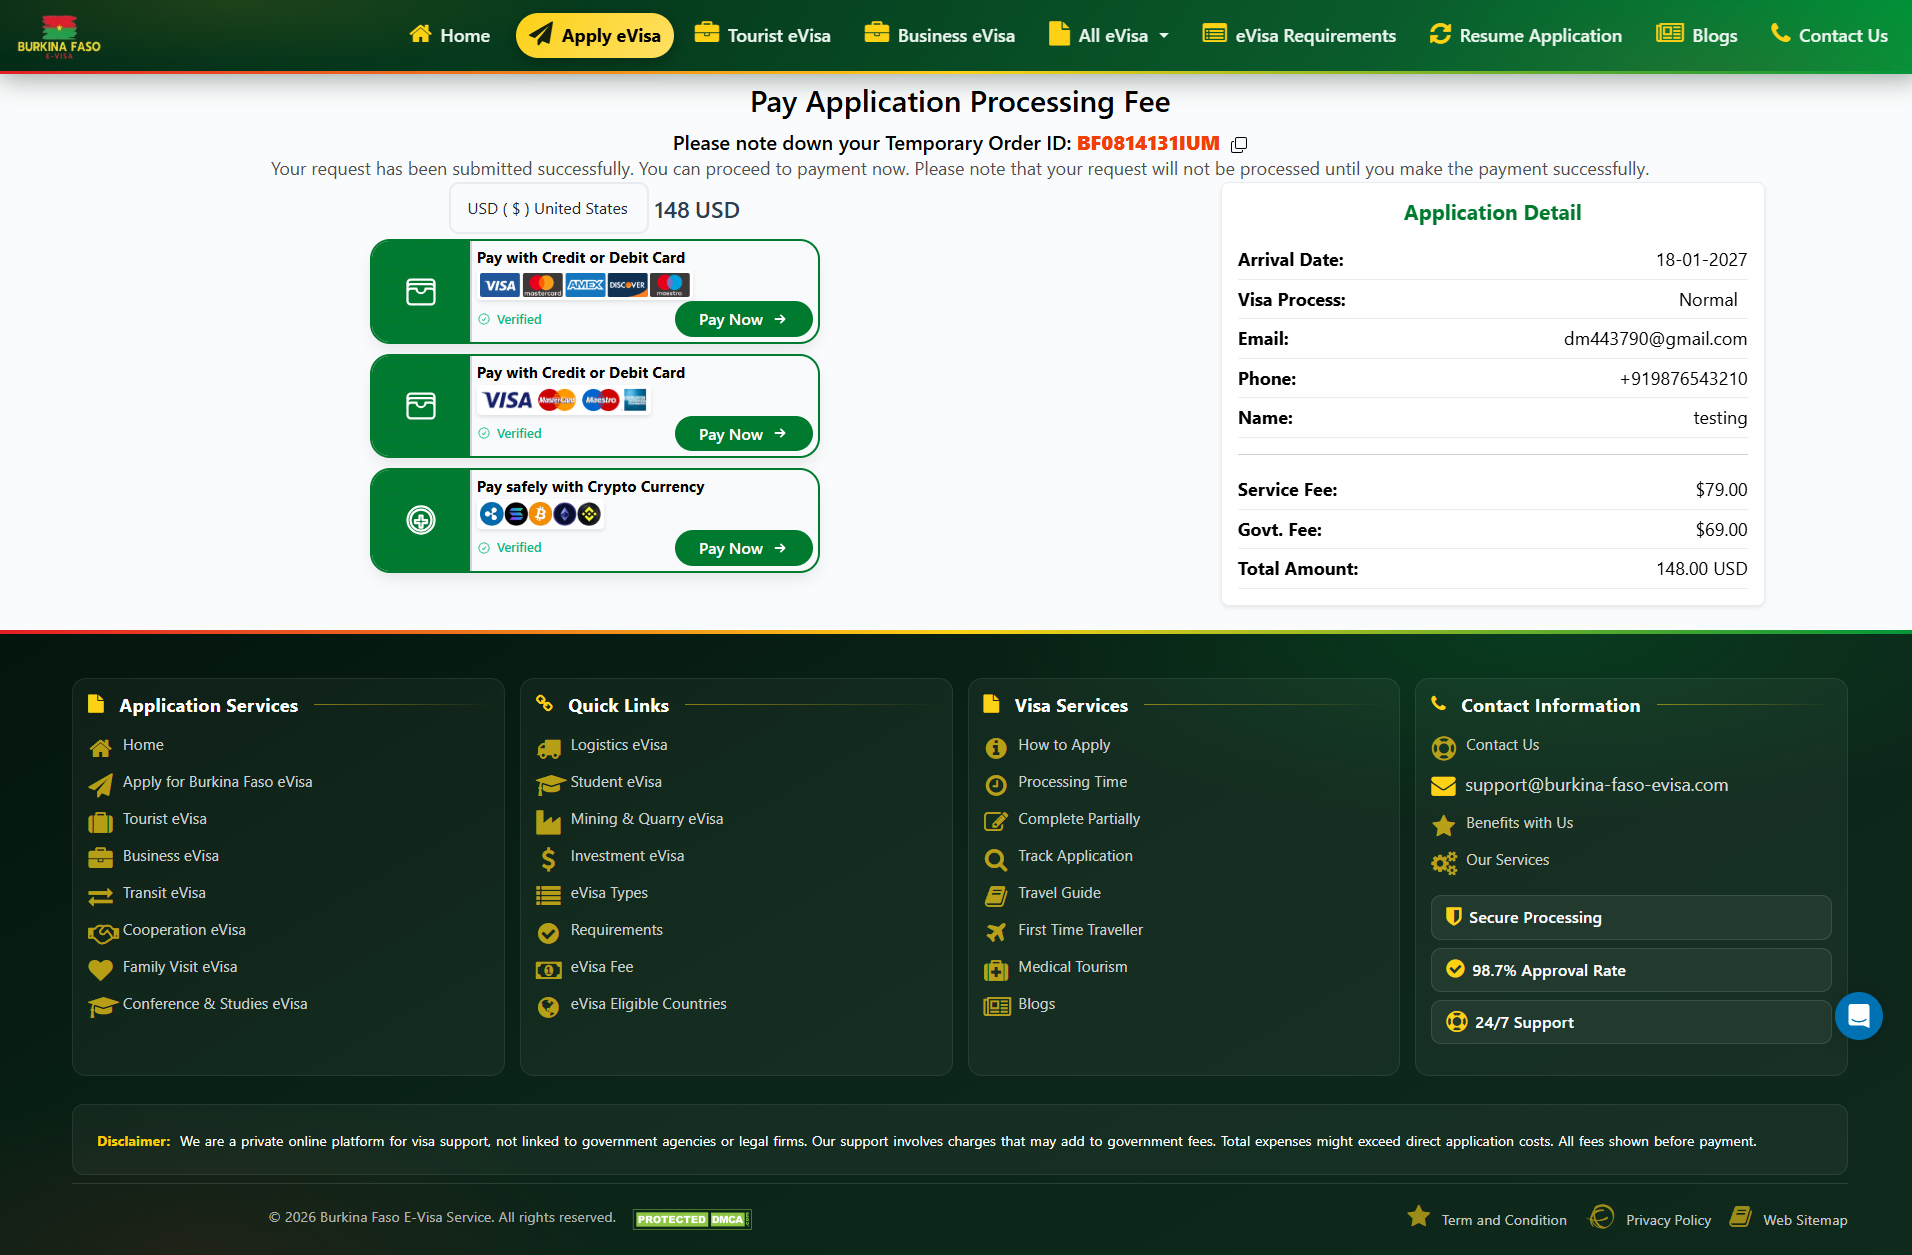 BURKINA FASO
E-VISA
Home
Apply eVisa
Tourist eVisa
Business eVisa
All eVisa
eVisa Requirements
Resume Application
Blogs
Contact Us
Pay Application Processing Fee
Please note down your Temporary Order ID: BF0814131IUM
Your request has been submitted successfully. You can proceed to payment now. Please note that your request will not be processed until you make the payment successfully.
USD ( $ ) United States 148 USD
Pay with Credit or Debit Card
VISA mastercard AMEX DISCOVER maestro
Verified
Pay Now
Pay with Credit or Debit Card
VISA MasterCard Maestro
Verified
Pay Now
Pay safely with Crypto Currency
Verified
Pay Now
Application Detail
Arrival Date: 18-01-2027
Visa Process: Normal
Email: dm443790@gmail.com
Phone: +919876543210
Name: testing
Service Fee: $79.00
Govt. Fee: $69.00
Total Amount: 148.00 USD
Application Services
Home
Apply for Burkina Faso eVisa
Tourist eVisa
Business eVisa
Transit eVisa
Cooperation eVisa
Family Visit eVisa
Conference & Studies eVisa
Quick Links
Logistics eVisa
Student eVisa
Mining & Quarry eVisa
Investment eVisa
eVisa Types
Requirements
eVisa Fee
eVisa Eligible Countries
Visa Services
How to Apply
Processing Time
Complete Partially
Track Application
Travel Guide
First Time Traveller
Medical Tourism
Blogs
Contact Information
Contact Us
support@burkina-faso-evisa.com
Benefits with Us
Our Services
Secure Processing
98.7% Approval Rate
24/7 Support
Disclaimer: We are a private online platform for visa support, not linked to government agencies or legal firms. Our support involves charges that may add to government fees. Total expenses might exceed direct application costs. All fees shown before payment.
© 2026 Burkina Faso E-Visa Service. All rights reserved.
PROTECTED DMCA
Term and Condition
Privacy Policy
Web Sitemap